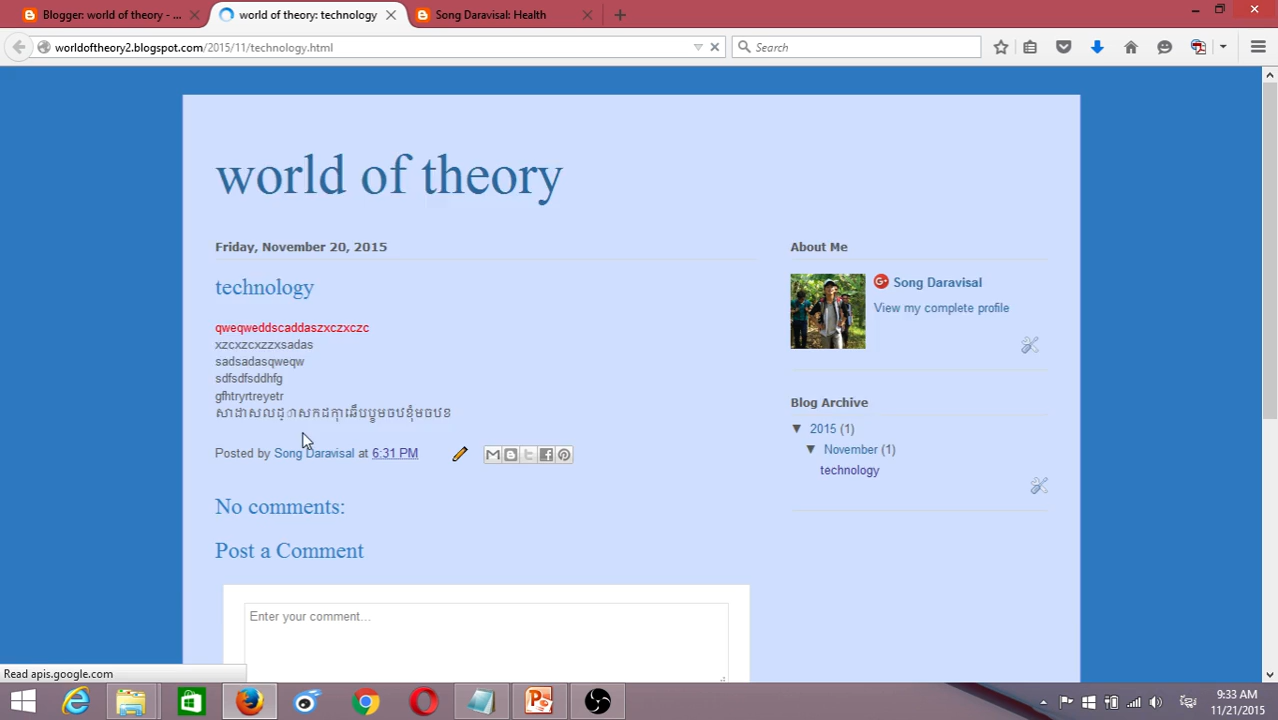 Blogger: world of theory - ...
world of theory: technology
Song Daravisal: Health
worldoftheory2.blogspot.com/2015/11/technology.html
Search
world of theory
Friday, November 20, 2015
technology
qweqweddscaddaszxczxczc
xzcxzcxzzxsadas
sadsadasqweqw
sdfsdfsddhfg
gfhtryrtreyetr
Posted by Song Daravisal at 6:31 PM
No comments:
Post a Comment
Enter your comment...
About Me
Song Daravisal
View my complete profile
Blog Archive
▼ 2015 (1)
▼ November (1)
technology
Read apis.google.com
9:33 AM
11/21/2015